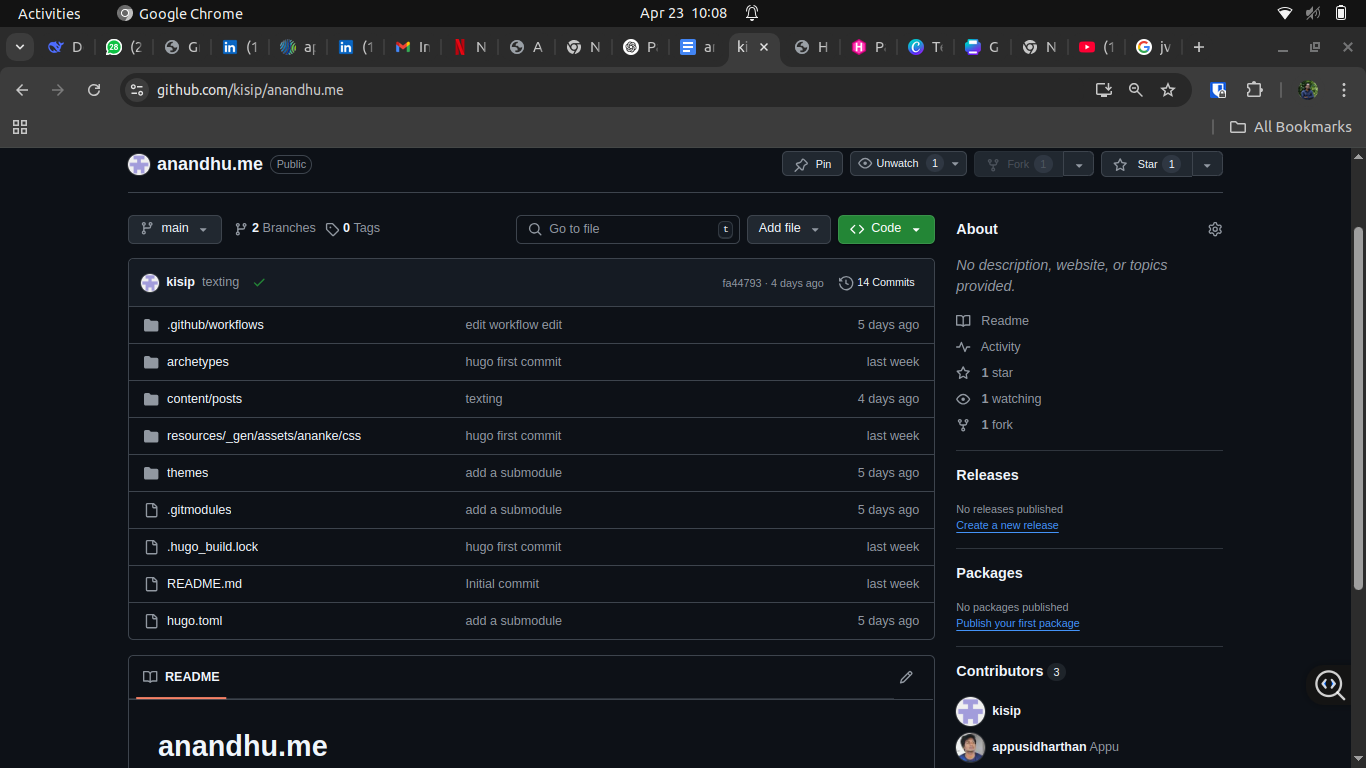 Activities Google Chrome Apr 23 10:08
D (2 G (1 ap (1 In N A N P ar ki H P Te G N (1 jv
github.com/kisip/anandhu.me
All Bookmarks
anandhu.me Public Pin Unwatch 1 Fork 1 Star 1
main 2 Branches 0 Tags Go to file t Add file Code
kisip texting fa44793 · 4 days ago 14 Commits
.github/workflows edit workflow edit 5 days ago
archetypes hugo first commit last week
content/posts texting 4 days ago
resources/_gen/assets/ananke/css hugo first commit last week
themes add a submodule 5 days ago
.gitmodules add a submodule 5 days ago
.hugo_build.lock hugo first commit last week
README.md Initial commit last week
hugo.toml add a submodule 5 days ago
README
anandhu.me
About
No description, website, or topics
provided.
Readme
Activity
1 star
1 watching
1 fork
Releases
No releases published
Create a new release
Packages
No packages published
Publish your first package
Contributors 3
kisip
appusidharthan Appu